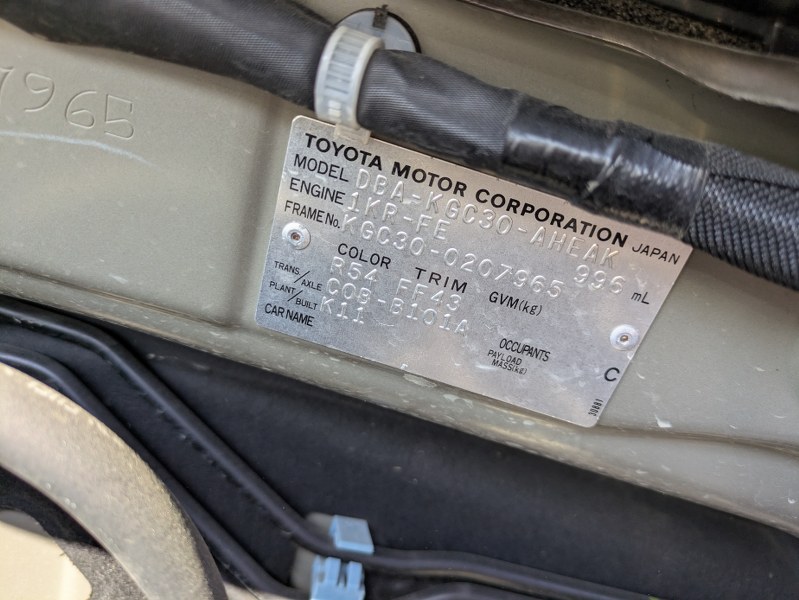 7965
TOYOTA MOTOR CORPORATION JAPAN
MODEL DBA-KGC30-AHEAK
ENGINE 1KR-FE 996 mL
FRAME No. KGC30-0207965
COLOR TRIM GVM(kg)
R54 FF43
TRANS/AXLE C09-B101A
PLANT/BUILT K11
CAR NAME
OCCUPANTS
PAYLOAD
MASS(kg)
C
30881